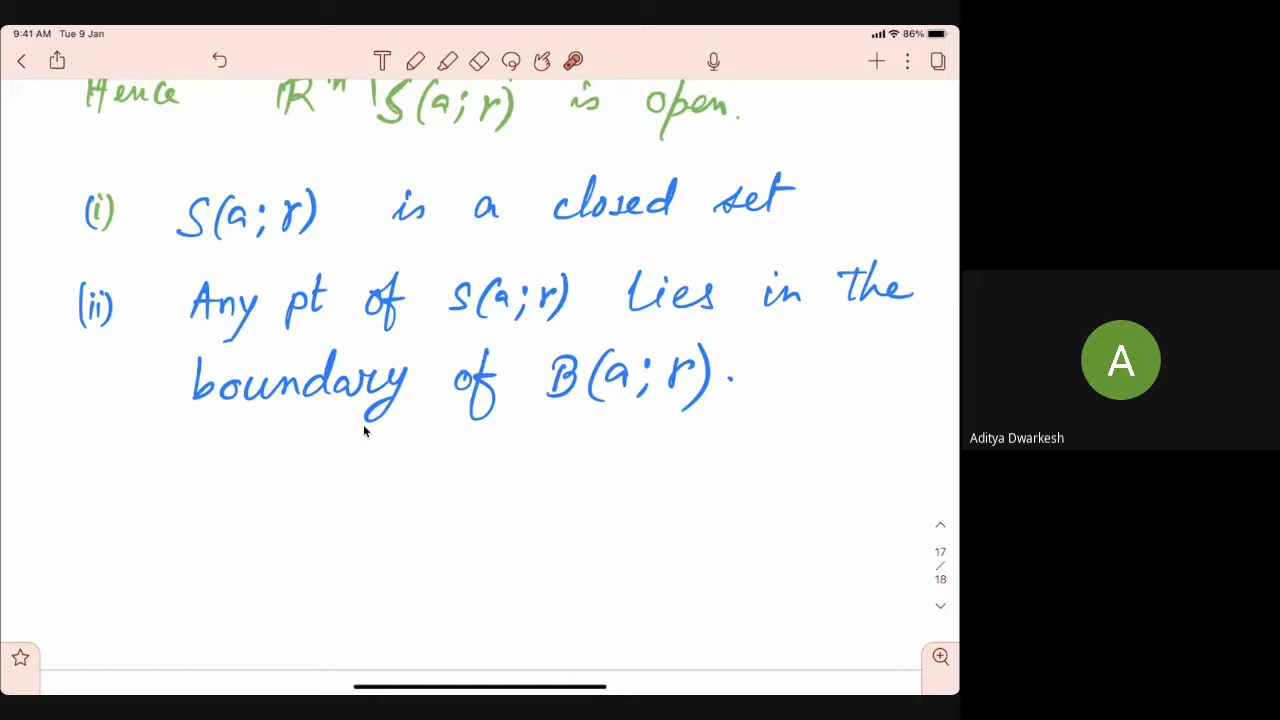 9:41 AM Tue 9 Jan
86%
T
Hence ℝⁿ \ S(a; r) is open.
(i) S(a; r) is a closed set
(ii) Any pt of S(a; r) lies in the
boundary of B(a; r).
17
/
18
A
Aditya Dwarkesh